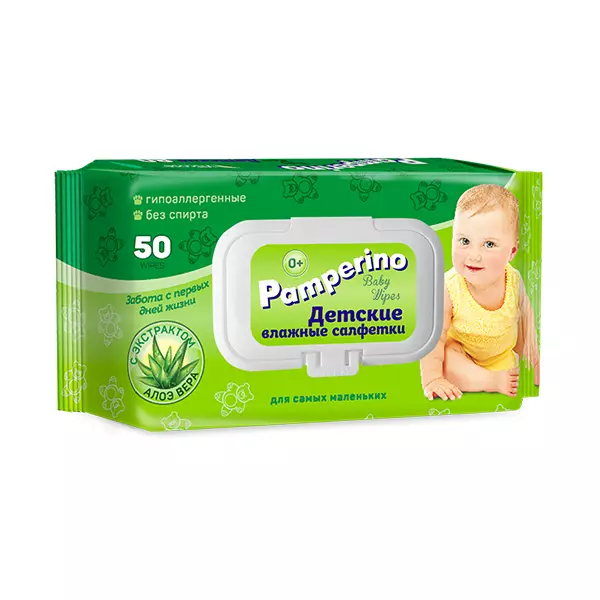 Pamperino
гипоаллергенные
без спирта
50
WIPES
Забота с первых
дней жизни
С ЭКСТРАКТОМ
АЛОЭ ВЕРА
0+
Pamperino
Baby
Wipes
Детские
влажные салфетки
для самых маленьких